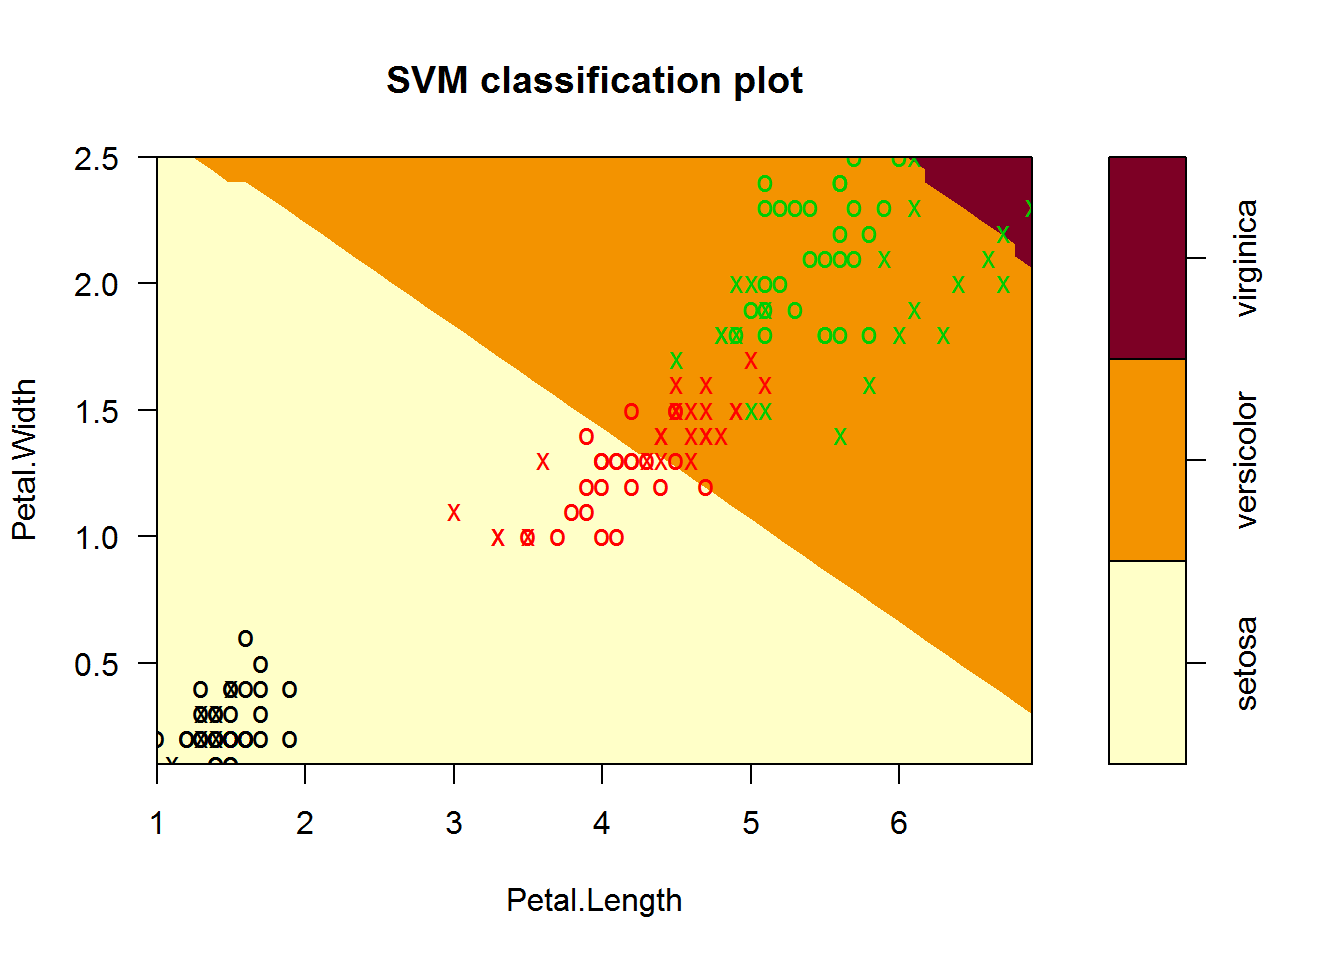 SVM classification plot
2.5
2.0
1.5
1.0
0.5
Petal.Width
1 2 3 4 5 6
Petal.Length
virginica
versicolor
setosa